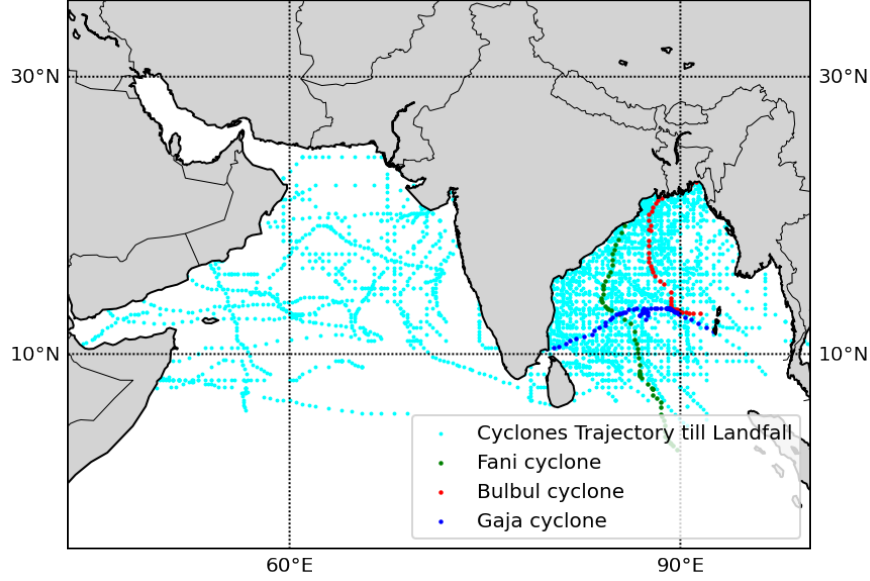 30°N 30°N
10°N 10°N
Cyclones Trajectory till Landfall
Fani cyclone
Bulbul cyclone
Gaja cyclone
60°E 90°E